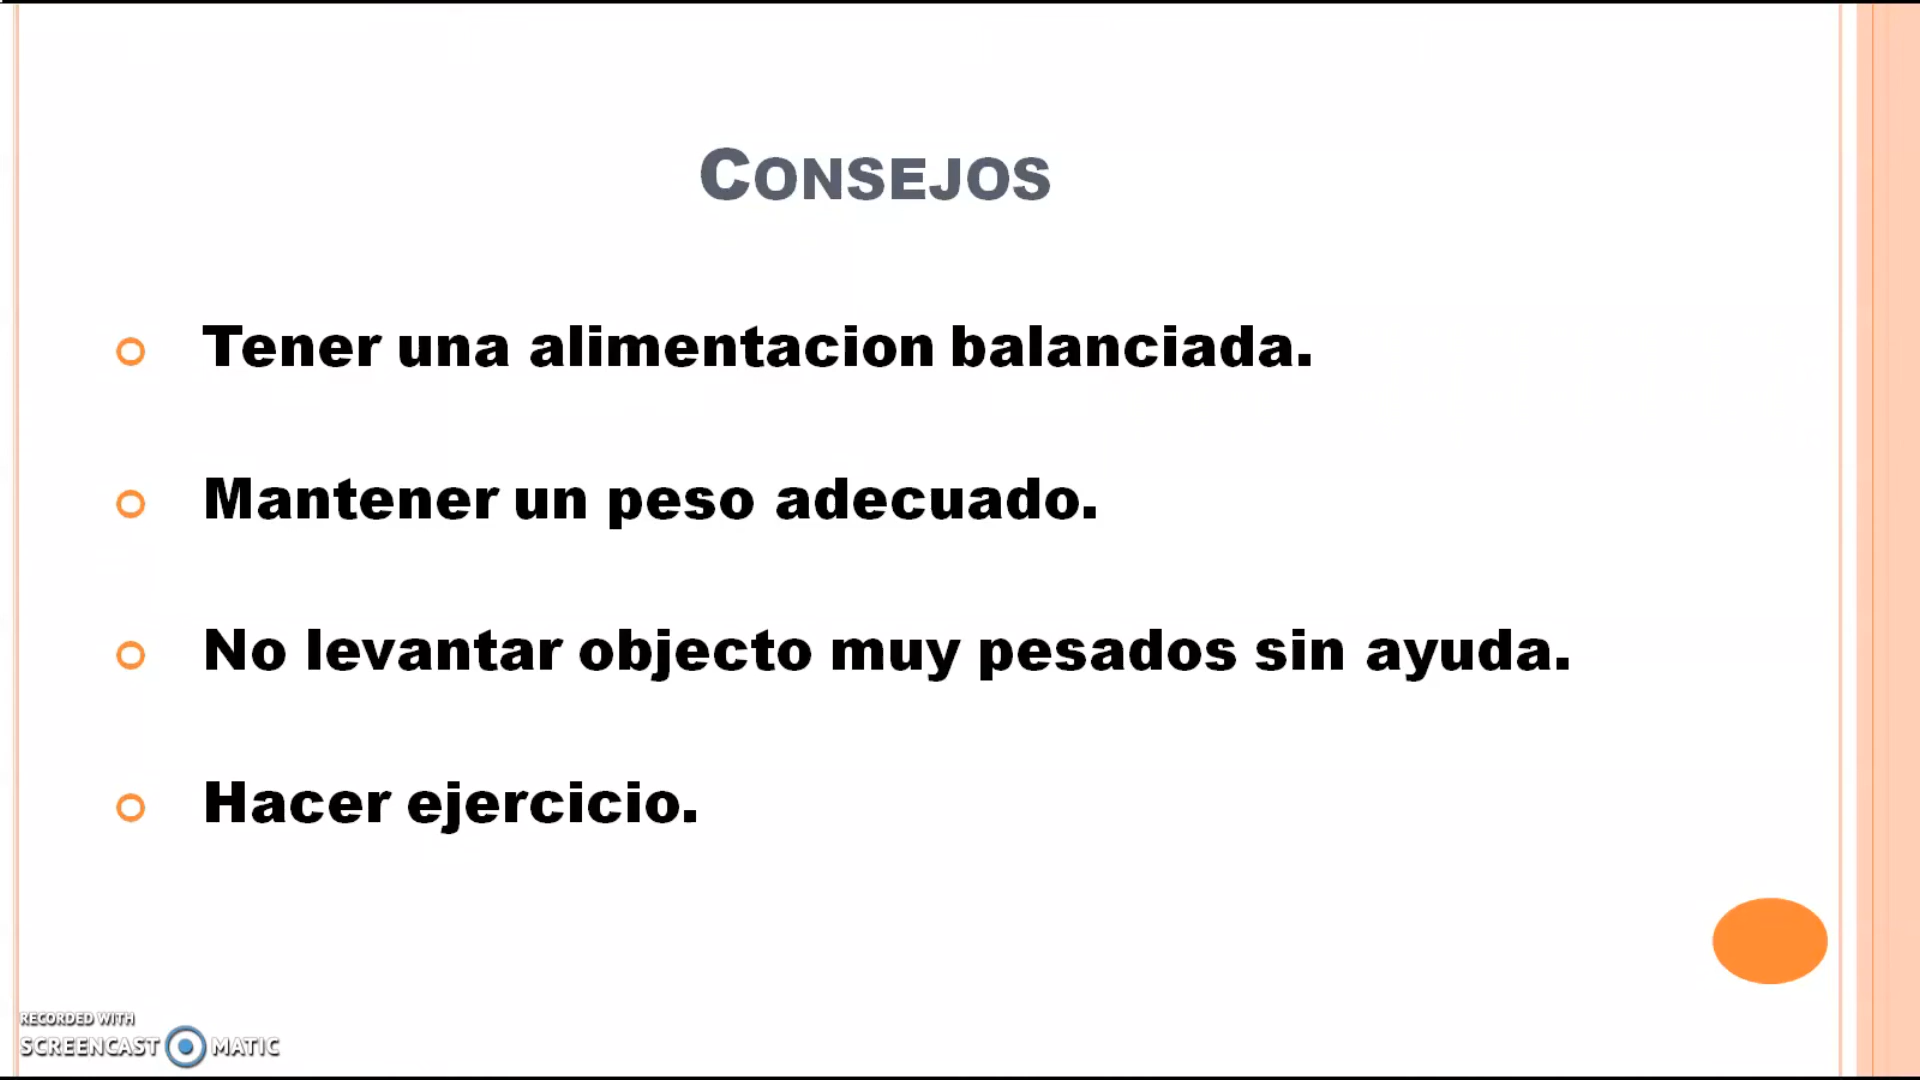 CONSEJOS
Tener una alimentacion balanciada.
Mantener un peso adecuado.
No levantar objecto muy pesados sin ayuda.
Hacer ejercicio.
RECORDED WITH
SCREENCAST MATIC